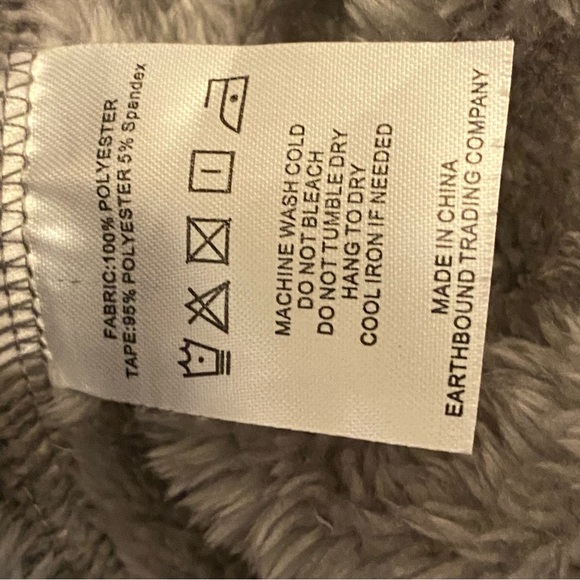 FABRIC:100% POLYESTER
TAPE:95% POLYESTER 5% Spandex
MACHINE WASH COLD
DO NOT BLEACH
DO NOT TUMBLE DRY
HANG TO DRY
COOL IRON IF NEEDED
MADE IN CHINA
EARTHBOUND TRADING COMPANY